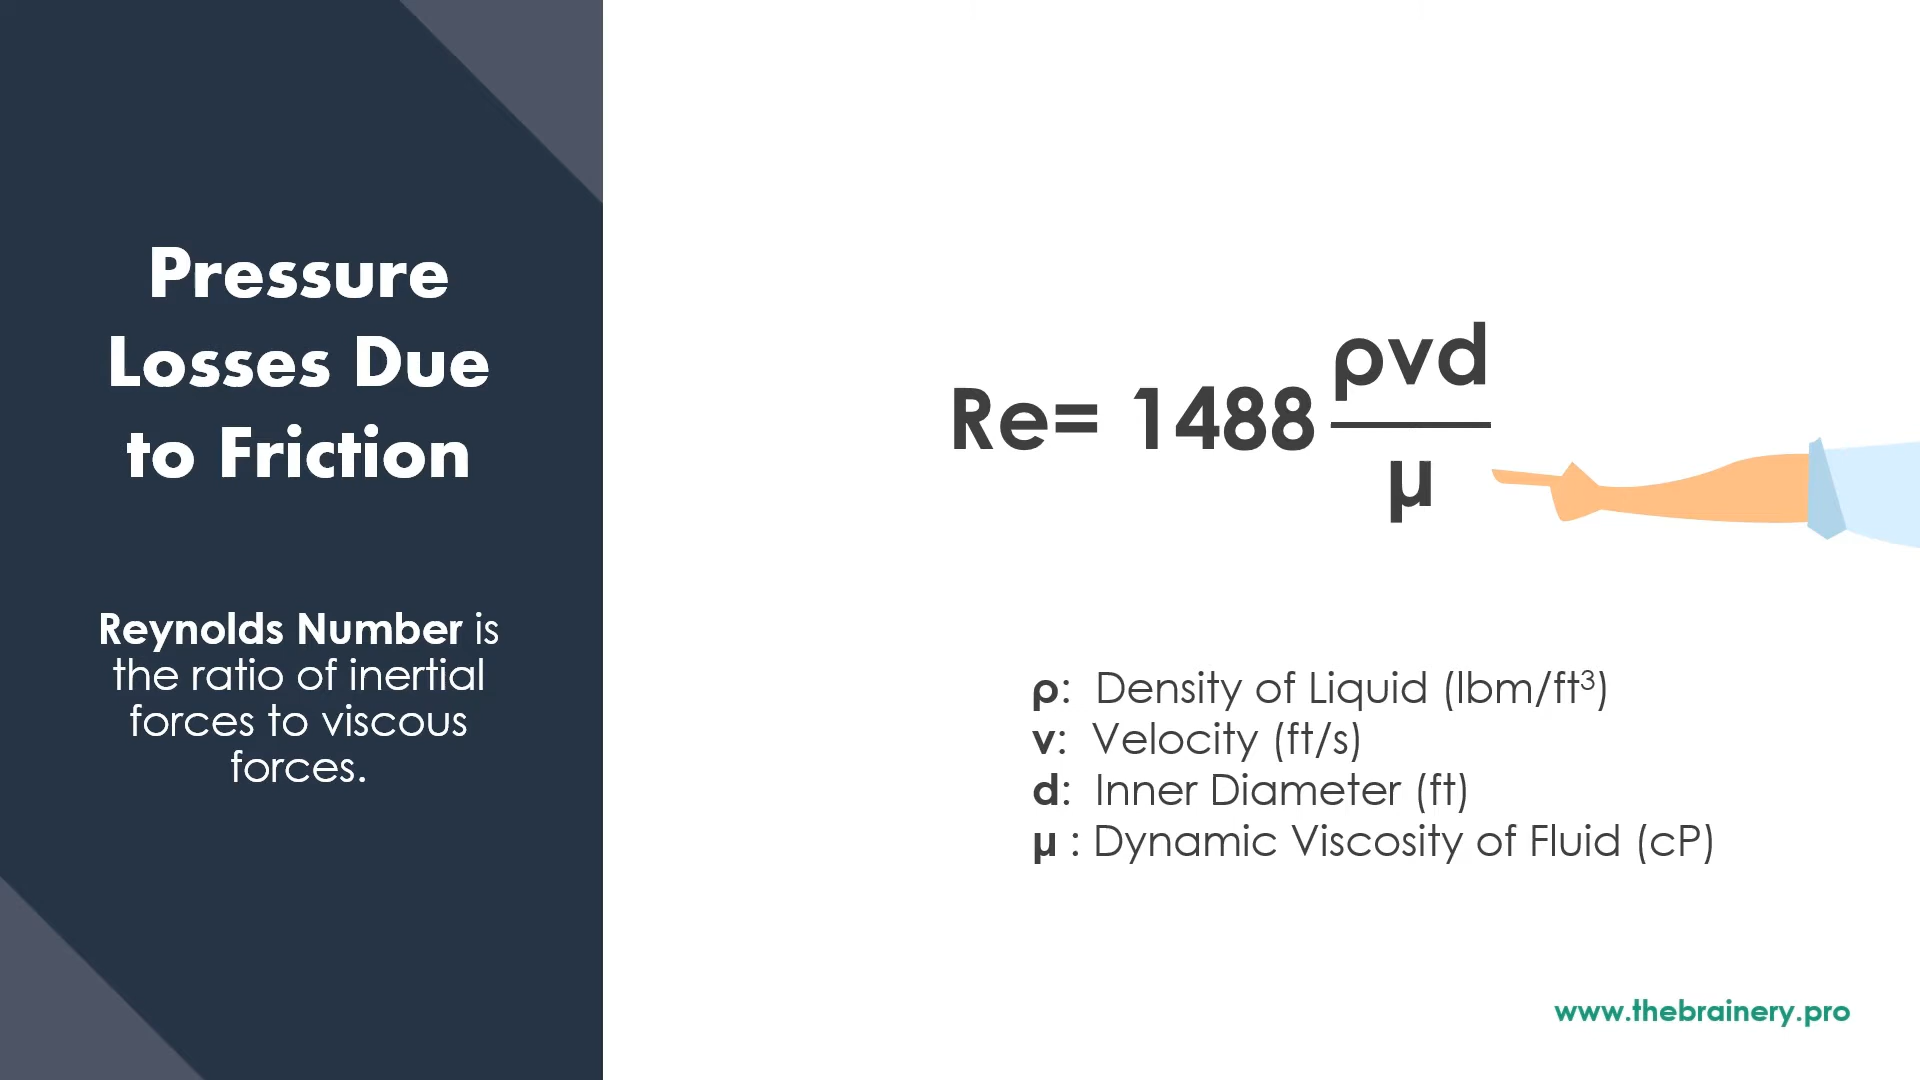 Pressure
Losses Due
to Friction
Reynolds Number is
the ratio of inertial
forces to viscous
forces.
Re= 1488 ρvd
μ
ρ: Density of Liquid (lbm/ft³)
v: Velocity (ft/s)
d: Inner Diameter (ft)
μ : Dynamic Viscosity of Fluid (cP)
www.thebrainery.pro